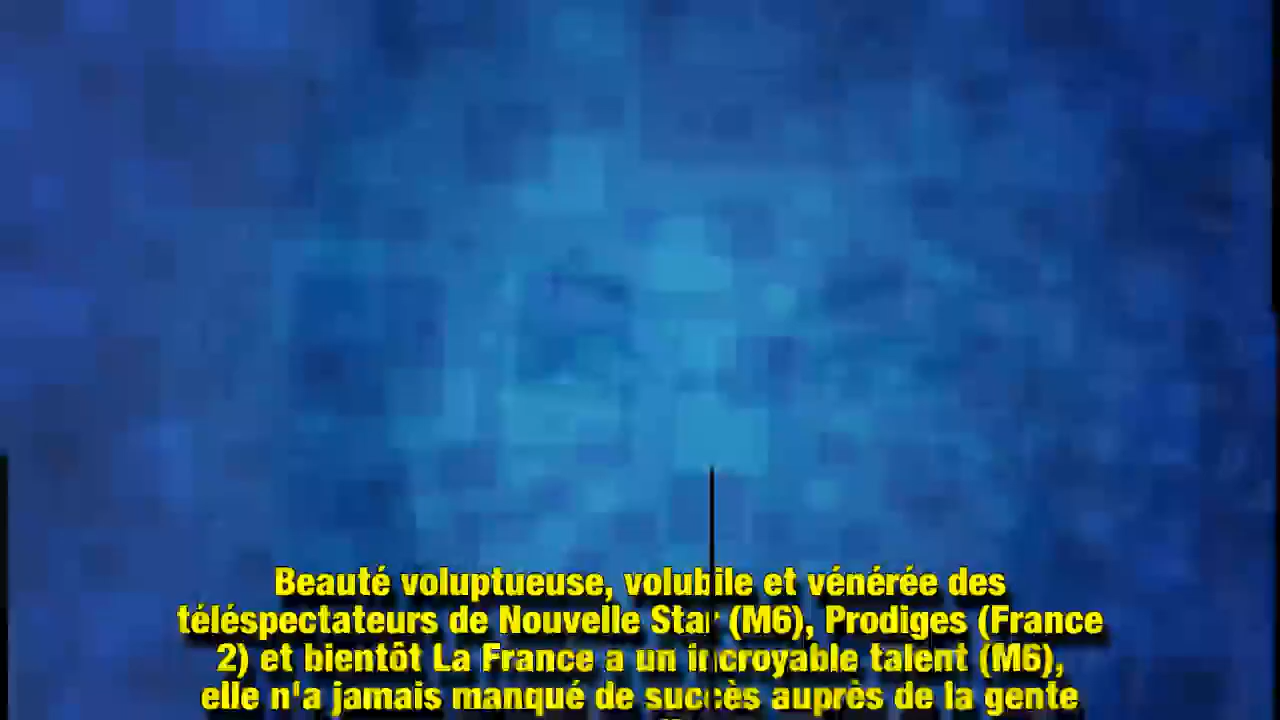 Beauté voluptueuse, volubile et vénérée des
téléspectateurs de Nouvelle Star (M6), Prodiges (France
2) et bientôt La France a un incroyable talent (M6),
elle n'a jamais manqué de succès auprès de la gente